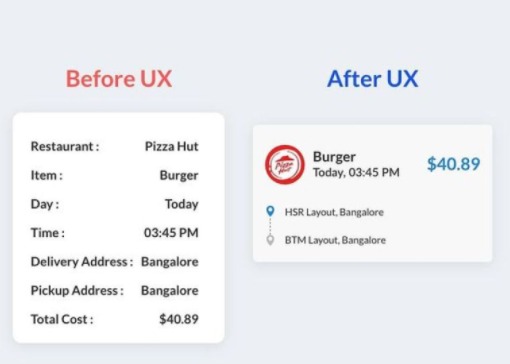 Before UX
Restaurant : Pizza Hut
Item : Burger
Day : Today
Time : 03:45 PM
Delivery Address : Bangalore
Pickup Address : Bangalore
Total Cost : $40.89
After UX
Pizza Hut
Burger
Today, 03:45 PM
$40.89
HSR Layout, Bangalore
BTM Layout, Bangalore